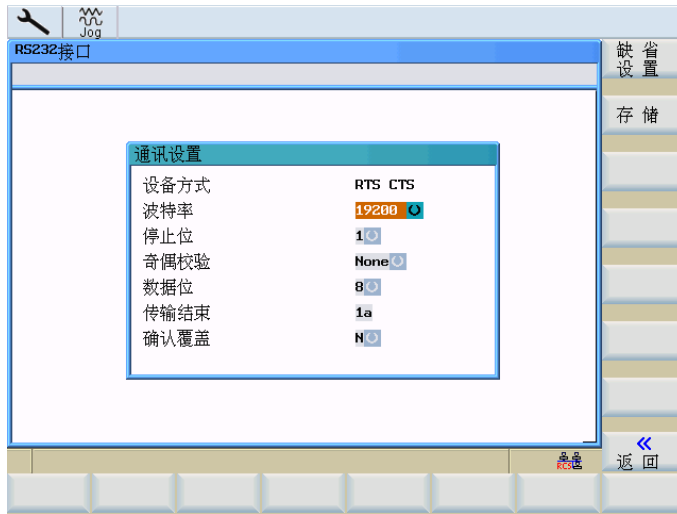 Jog
RS232接口
缺 省
设 置
存 储
通讯设置
设备方式 RTS CTS
波特率 19200
停止位 1
奇偶校验 None
数据位 8
传输结束 1a
确认覆盖 N
RCS
«
返 回